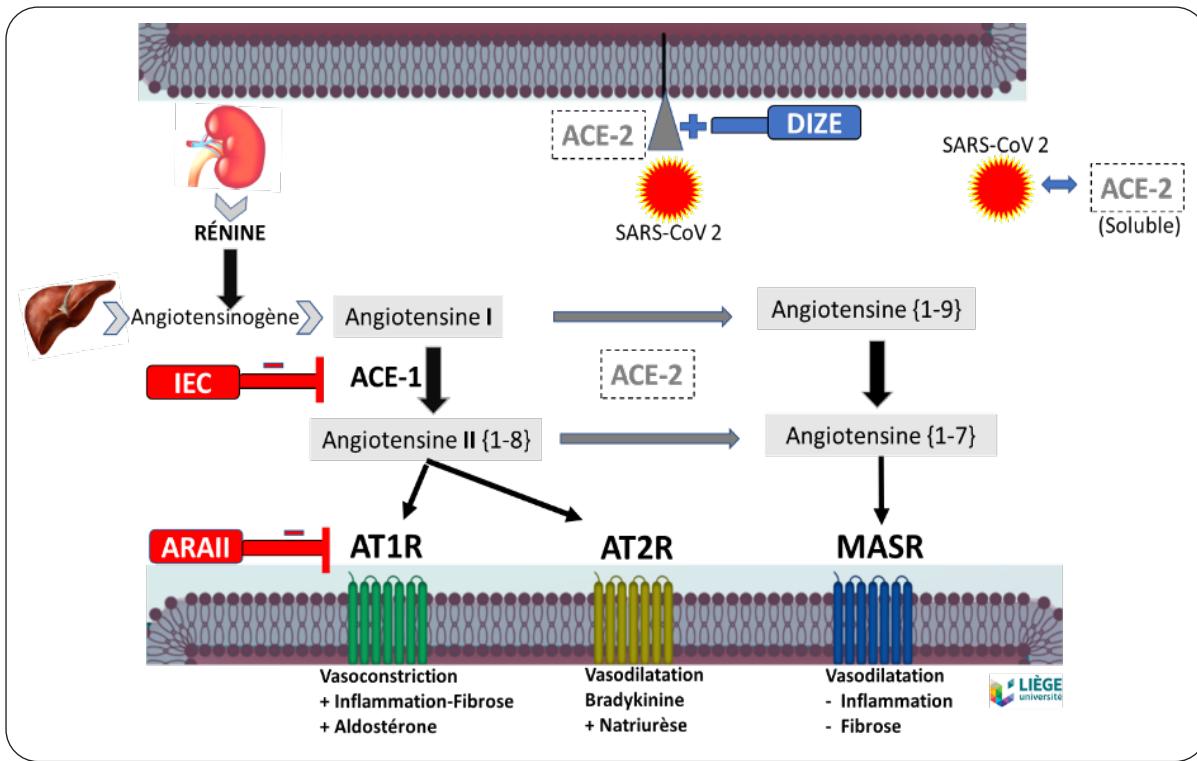 ACE-2
DIZE
SARS-CoV 2
SARS-CoV 2
ACE-2
(Soluble)
RÉNINE
Angiotensinogène
Angiotensine I
Angiotensine {1-9}
IEC
ACE-1
ACE-2
Angiotensine II {1-8}
Angiotensine {1-7}
ARAII
AT1R
AT2R
MASR
Vasoconstriction
+ Inflammation-Fibrose
+ Aldostérone
Vasodilatation
Bradykinine
+ Natriurèse
Vasodilatation
- Inflammation
- Fibrose
LIÈGE
université